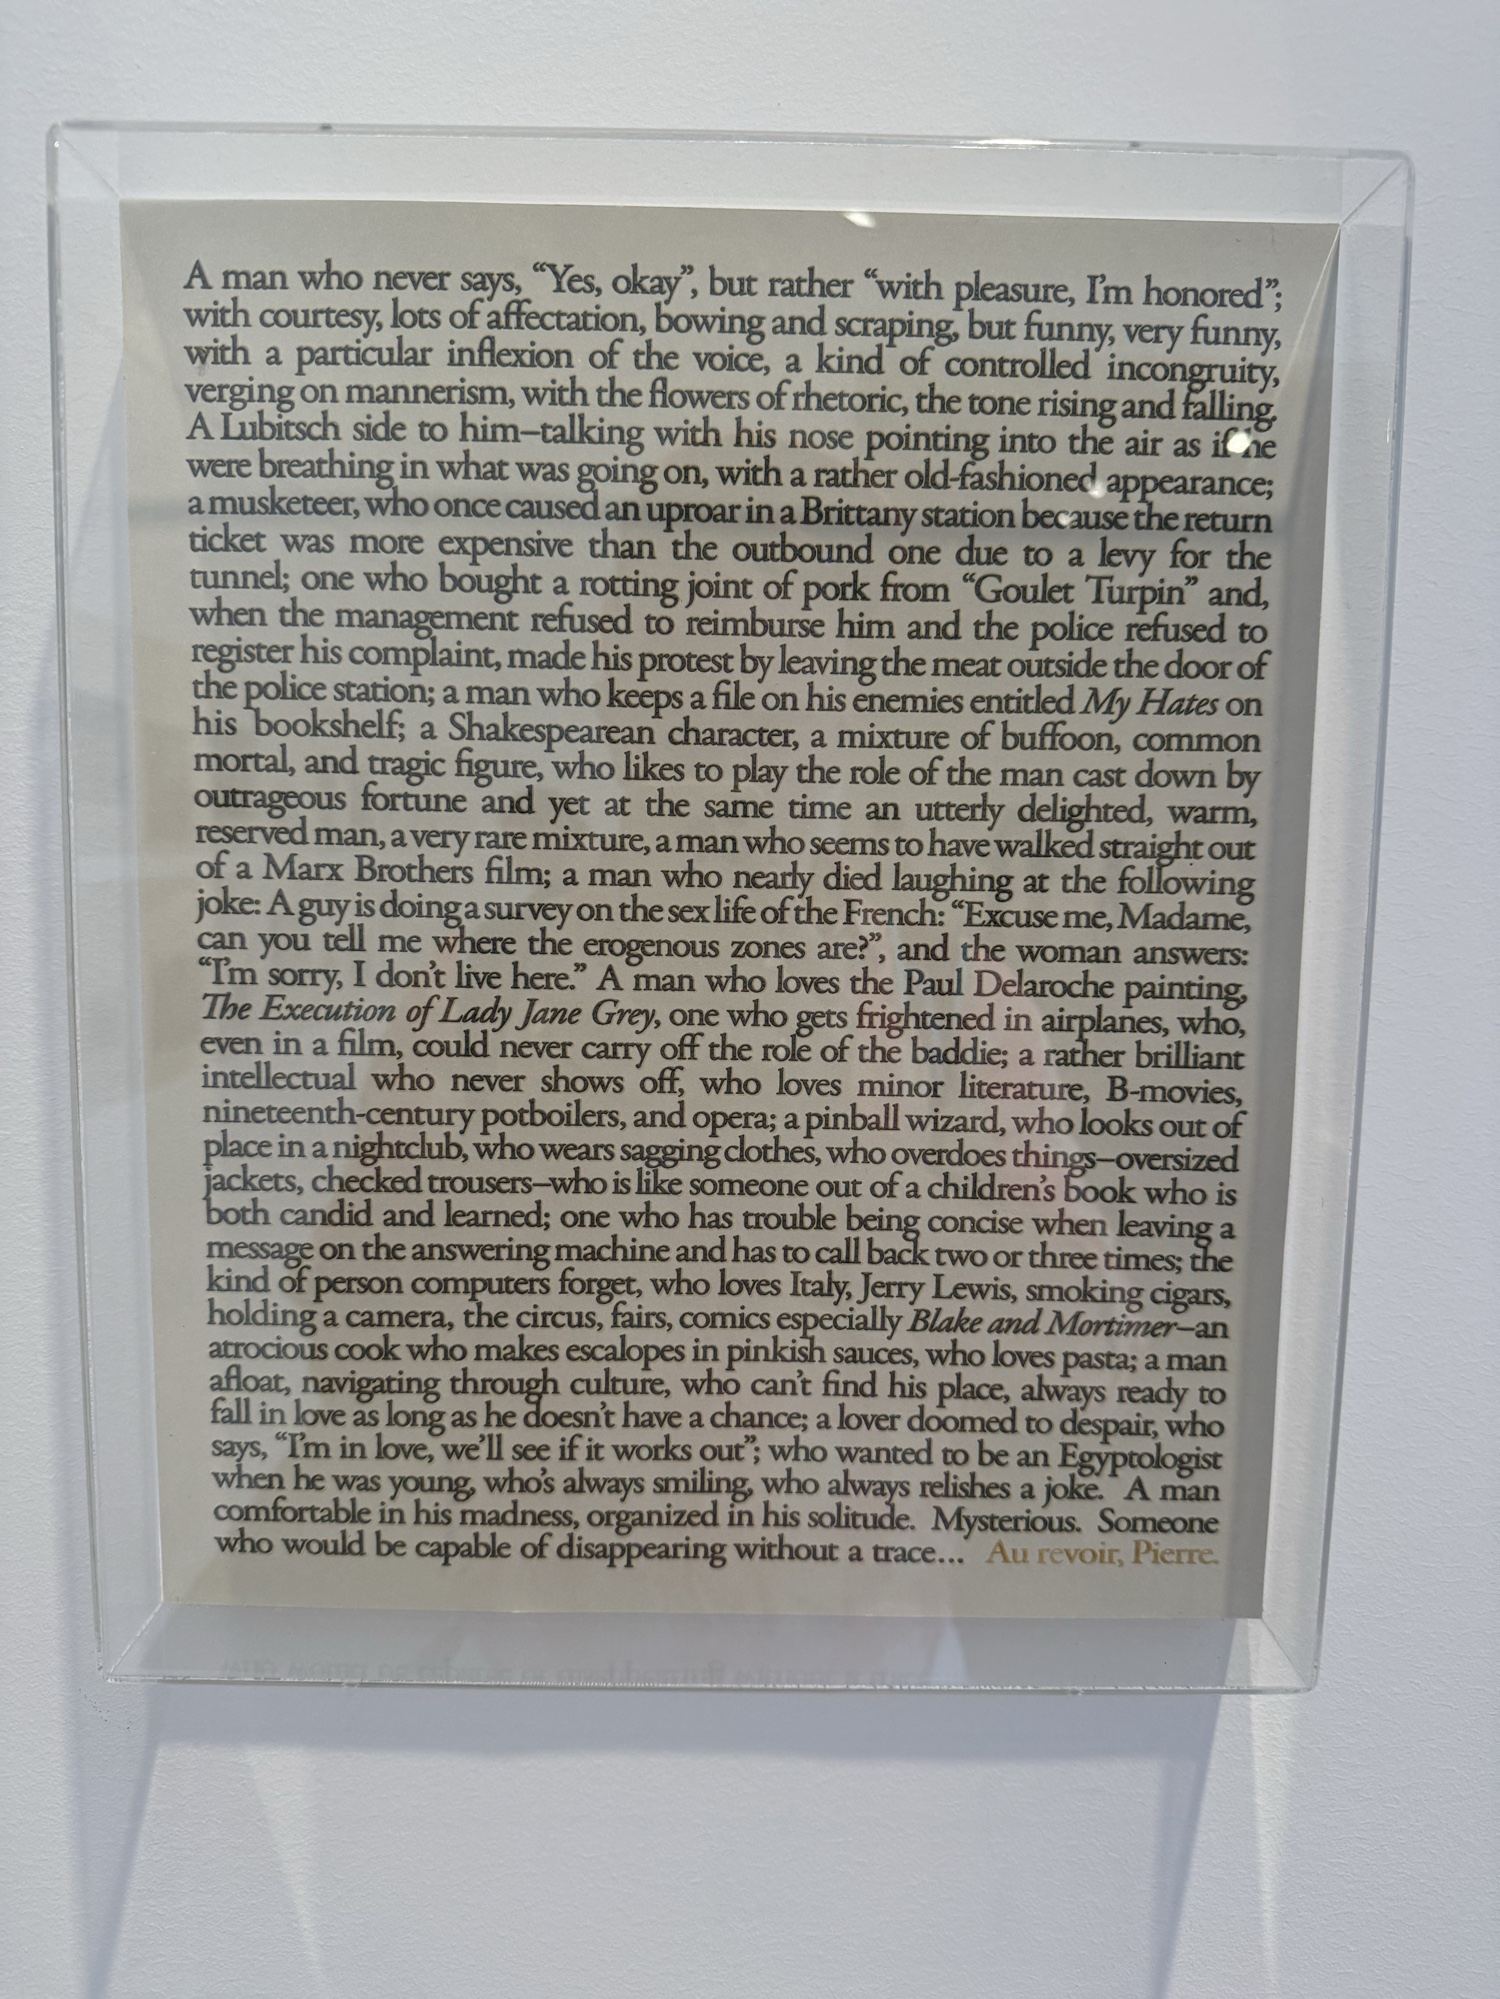 A man who never says, “Yes, okay”, but rather “with pleasure, I’m honored”;
with courtesy, lots of affectation, bowing and scraping, but funny, very funny,
with a particular inflexion of the voice, a kind of controlled incongruity,
verging on mannerism, with the flowers of rhetoric, the tone rising and falling.
A Lubitsch side to him–talking with his nose pointing into the air as if he
were breathing in what was going on, with a rather old-fashioned appearance;
a musketeer, who once caused an uproar in a Brittany station because the return
ticket was more expensive than the outbound one due to a levy for the
tunnel; one who bought a rotting joint of pork from “Goulet Turpin” and,
when the management refused to reimburse him and the police refused to
register his complaint, made his protest by leaving the meat outside the door of
the police station; a man who keeps a file on his enemies entitled My Hates on
his bookshelf; a Shakespearean character, a mixture of buffoon, common
mortal, and tragic figure, who likes to play the role of the man cast down by
outrageous fortune and yet at the same time an utterly delighted, warm,
reserved man, a very rare mixture, a man who seems to have walked straight out
of a Marx Brothers film; a man who nearly died laughing at the following
joke: A guy is doing a survey on the sex life of the French: “Excuse me, Madame,
can you tell me where the erogenous zones are?”, and the woman answers:
“I’m sorry, I don’t live here.” A man who loves the Paul Delaroche painting,
The Execution of Lady Jane Grey, one who gets frightened in airplanes, who,
even in a film, could never carry off the role of the baddie; a rather brilliant
intellectual who never shows off, who loves minor literature, B-movies,
nineteenth-century potboilers, and opera; a pinball wizard, who looks out of
place in a nightclub, who wears sagging clothes, who overdoes things–oversized
jackets, checked trousers–who is like someone out of a children’s book who is
both candid and learned; one who has trouble being concise when leaving a
message on the answering machine and has to call back two or three times; the
kind of person computers forget, who loves Italy, Jerry Lewis, smoking cigars,
holding a camera, the circus, fairs, comics especially Blake and Mortimer–an
atrocious cook who makes escalopes in pinkish sauces, who loves pasta; a man
afloat, navigating through culture, who can’t find his place, always ready to
fall in love as long as he doesn’t have a chance; a lover doomed to despair, who
says, “I’m in love, we’ll see if it works out”; who wanted to be an Egyptologist
when he was young, who’s always smiling, who always relishes a joke. A man
comfortable in his madness, organized in his solitude. Mysterious. Someone
who would be capable of disappearing without a trace... Au revoir, Pierre.